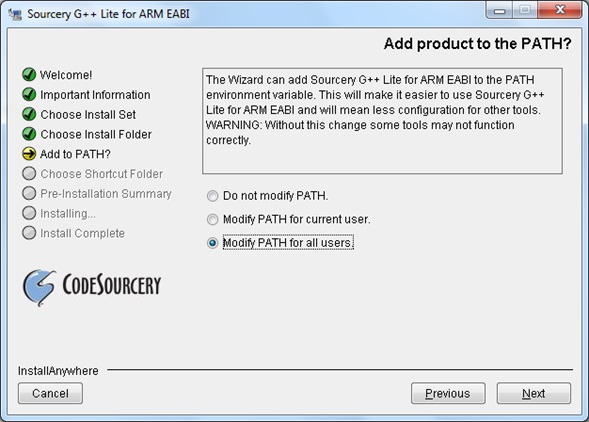 Sourcery G++ Lite for ARM EABI
Add product to the PATH?
Welcome!
Important Information
Choose Install Set
Choose Install Folder
Add to PATH?
Choose Shortcut Folder
Pre-Installation Summary
Installing...
Install Complete
The Wizard can add Sourcery G++ Lite for ARM EABI to the PATH
environment variable. This will make it easier to use Sourcery G++
Lite for ARM EABI and will mean less configuration for other tools.
WARNING: Without this change some tools may not function
correctly.
Do not modify PATH.
Modify PATH for current user.
Modify PATH for all users.
CODESOURCERY
InstallAnywhere
Cancel
Previous
Next